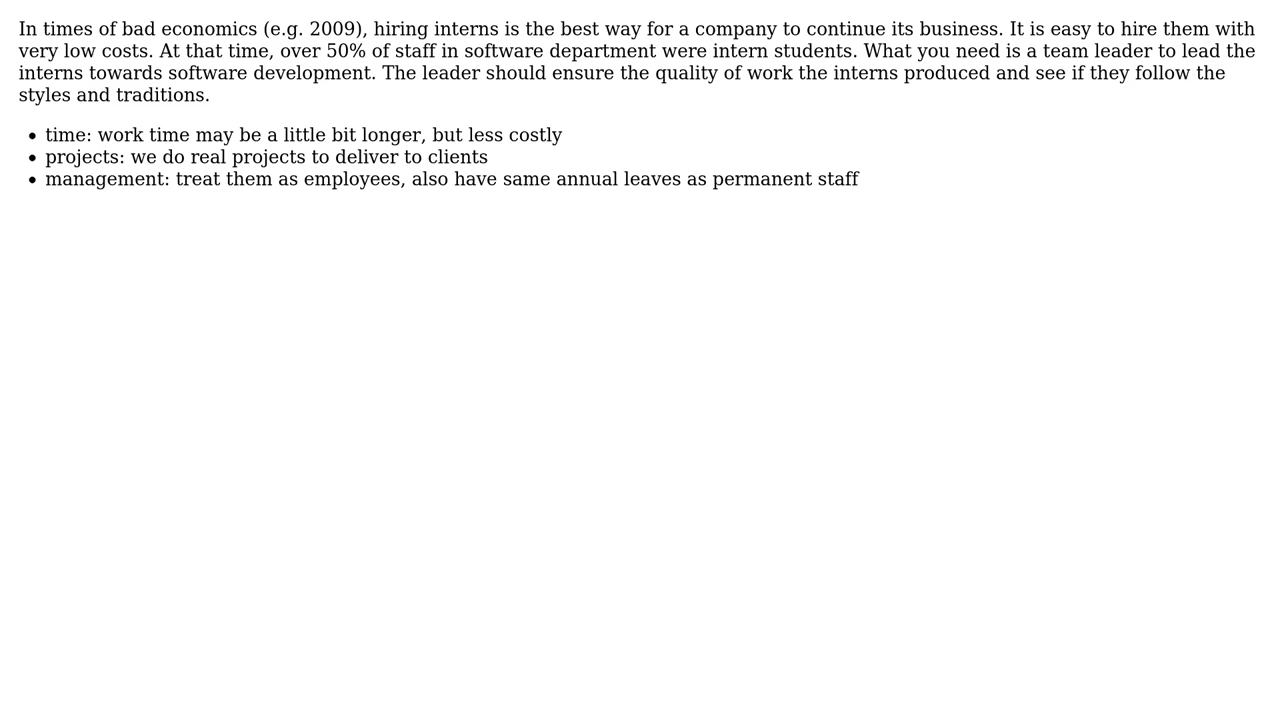 In times of bad economics (e.g. 2009), hiring interns is the best way for a company to continue its business. It is easy to hire them with
very low costs. At that time, over 50% of staff in software department were intern students. What you need is a team leader to lead the
interns towards software development. The leader should ensure the quality of work the interns produced and see if they follow the
styles and traditions.
• time: work time may be a little bit longer, but less costly
• projects: we do real projects to deliver to clients
• management: treat them as employees, also have same annual leaves as permanent staff